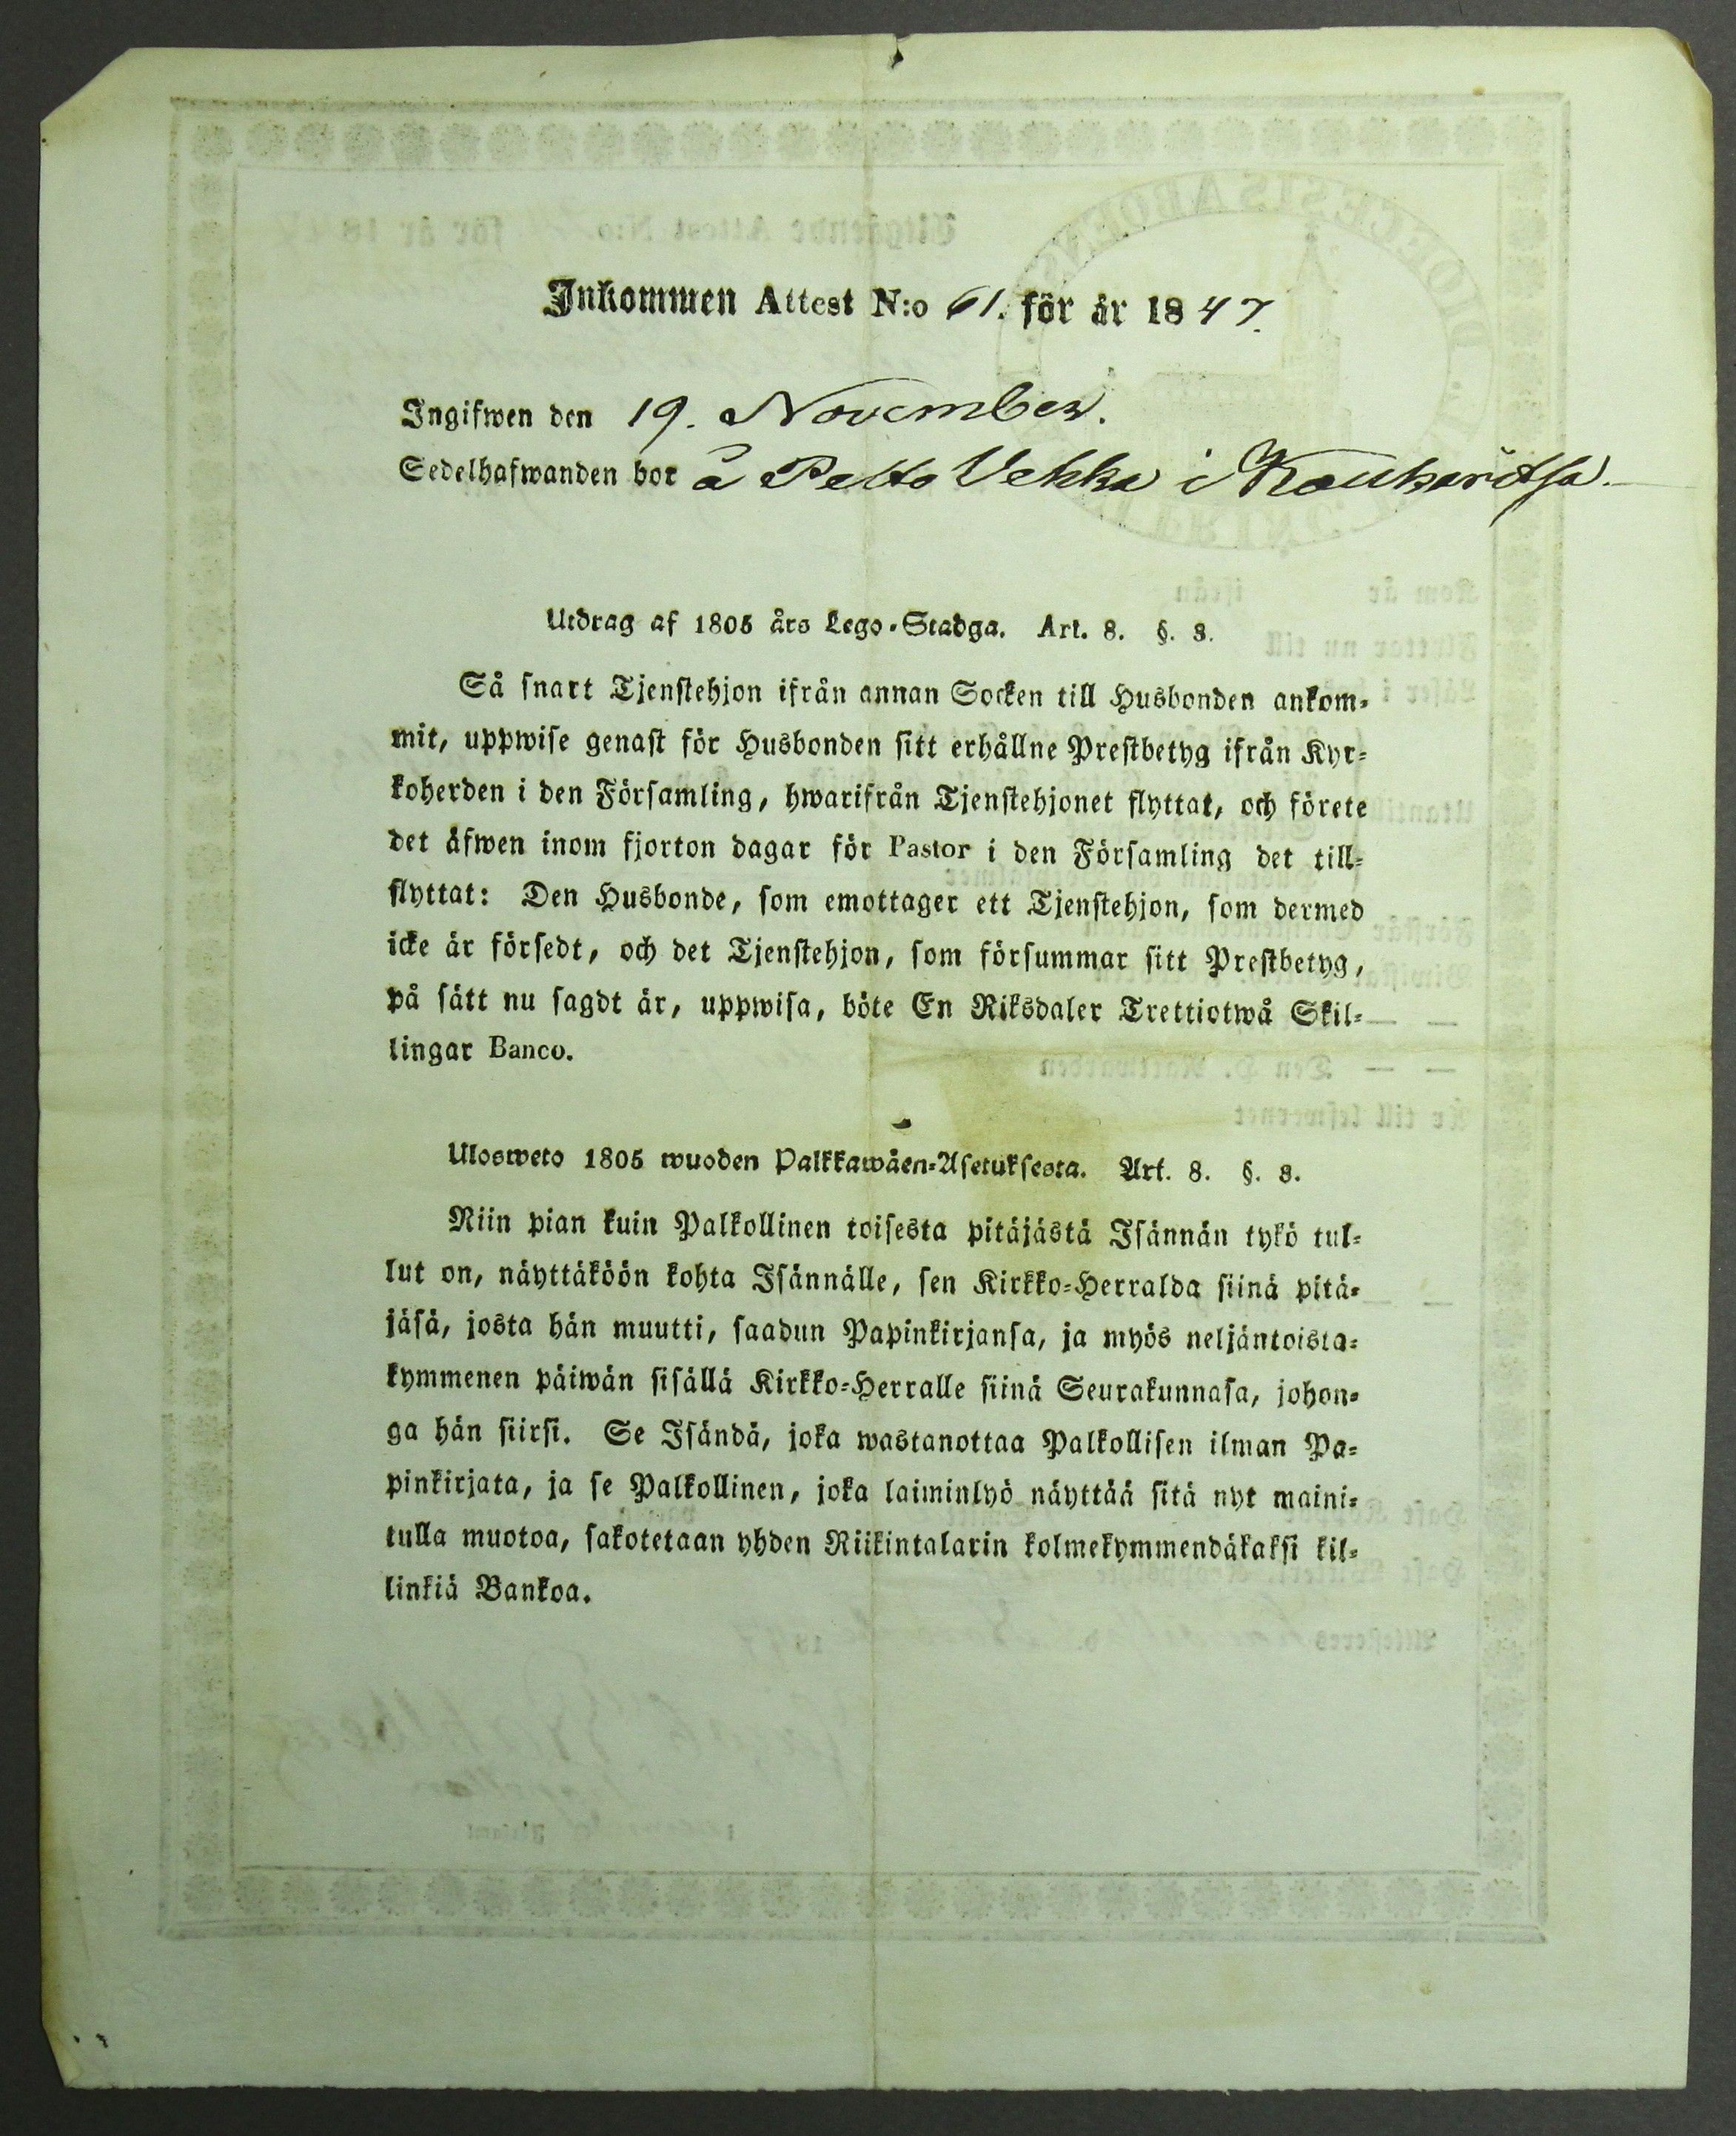 Inkommen Attest N:o 61. för år 1847.
Ingifwen den 19. November.
Sedelhafwanden bor å Pelto Vekka i Kauharåtsa.
Utdrag af 1805 års Lego-Stadga. Art. 8. §. 3.
Så snart Tjenstehjon ifrån annan Socken till Husbonden ankom-
mit, uppwise genast för Husbonden sitt erhållne Prestbetyg ifrån Kyr-
koherden i den Församling, hwarifrån Tjenstehjonet flyttat, och förete
det äfwen inom fjorton dagar för Pastor i den Församling det till-
flyttat: Den Husbonde, som emottager ett Tjenstehjon, som dermed
icke är försedt, och det Tjenstehjon, som försummar sitt Prestbetyg,
på sätt nu sagdt är, uppwisa, böte En Riksdaler Trettiotwå Skil-
lingar Banco.
Ulosweto 1805 wuoden Palkkawäen-Asetuksesta. Art. 8. §. 3.
Niin pian kuin Palkollinen toisesta pitäjästä Isännän tykö tul-
lut on, näyttäköön kohta Isännälle, sen Kirkko-Herralda siinä pitä-
jäsä, josta hän muutti, saadun Papinkirjansa, ja myös neljäntoista-
kymmenen päiwän sisällä Kirkko-Herralle siinä Seurakunnasa, johon-
ga hän siirsi. Se Isändä, joka wastanottaa Palkollisen ilman Pa-
pinkirjata, ja se Palkollinen, joka laiminlyö näyttää sitä nyt maini-
tulla muotoa, sakotetaan yhden Riikintalarin kolmekymmendäkaksi kil-
linkiä Bankoa.